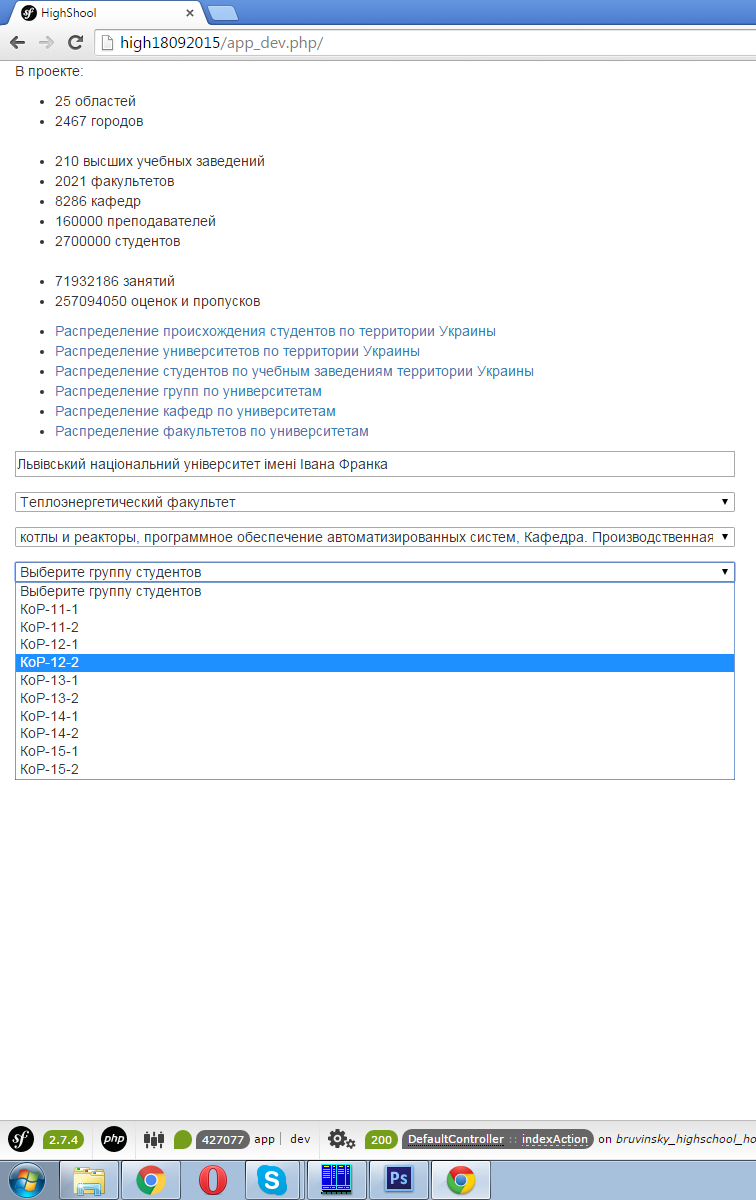 HighShool
high18092015/app_dev.php/
В проекте:
25 областей
2467 городов
210 высших учебных заведений
2021 факультетов
8286 кафедр
160000 преподавателей
2700000 студентов
71932186 занятий
257094050 оценок и пропусков
Распределение происхождения студентов по территории Украины
Распределение университетов по территории Украины
Распределение студентов по учебным заведениям территории Украины
Распределение групп по университетам
Распределение кафедр по университетам
Распределение факультетов по университетам
Львівський національний університет імені Івана Франка
Теплоэнергетический факультет
котлы и реакторы, программное обеспечение автоматизированных систем, Кафедра. Производственная
Выберите группу студентов
Выберите группу студентов
КоР-11-1
КоР-11-2
КоР-12-1
КоР-12-2
КоР-13-1
КоР-13-2
КоР-14-1
КоР-14-2
КоР-15-1
КоР-15-2
sf 2.7.4 php 427077 app dev 200 DefaultController :: indexAction on bruvinsky_highschool_ho
S Ps